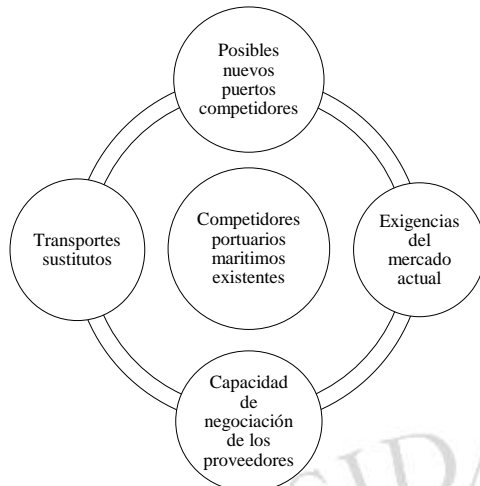 Posibles
nuevos
puertos
competidores
Transportes
sustitutos
Competidores
portuarios
maritimos
existentes
Exigencias
del
mercado
actual
Capacidad
de
negociación
de los
proveedores